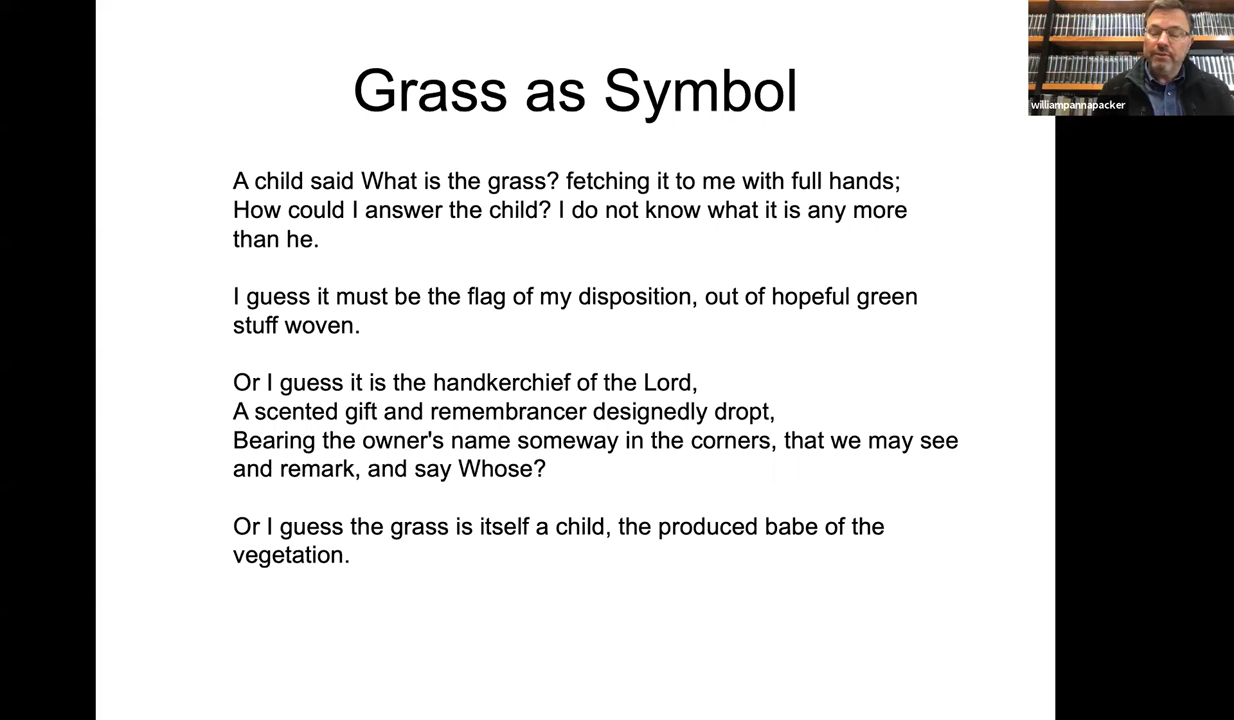 Grass as Symbol
williampannapacker
A child said What is the grass? fetching it to me with full hands;
How could I answer the child? I do not know what it is any more
than he.
I guess it must be the flag of my disposition, out of hopeful green
stuff woven.
Or I guess it is the handkerchief of the Lord,
A scented gift and remembrancer designedly dropt,
Bearing the owner's name someway in the corners, that we may see
and remark, and say Whose?
Or I guess the grass is itself a child, the produced babe of the
vegetation.